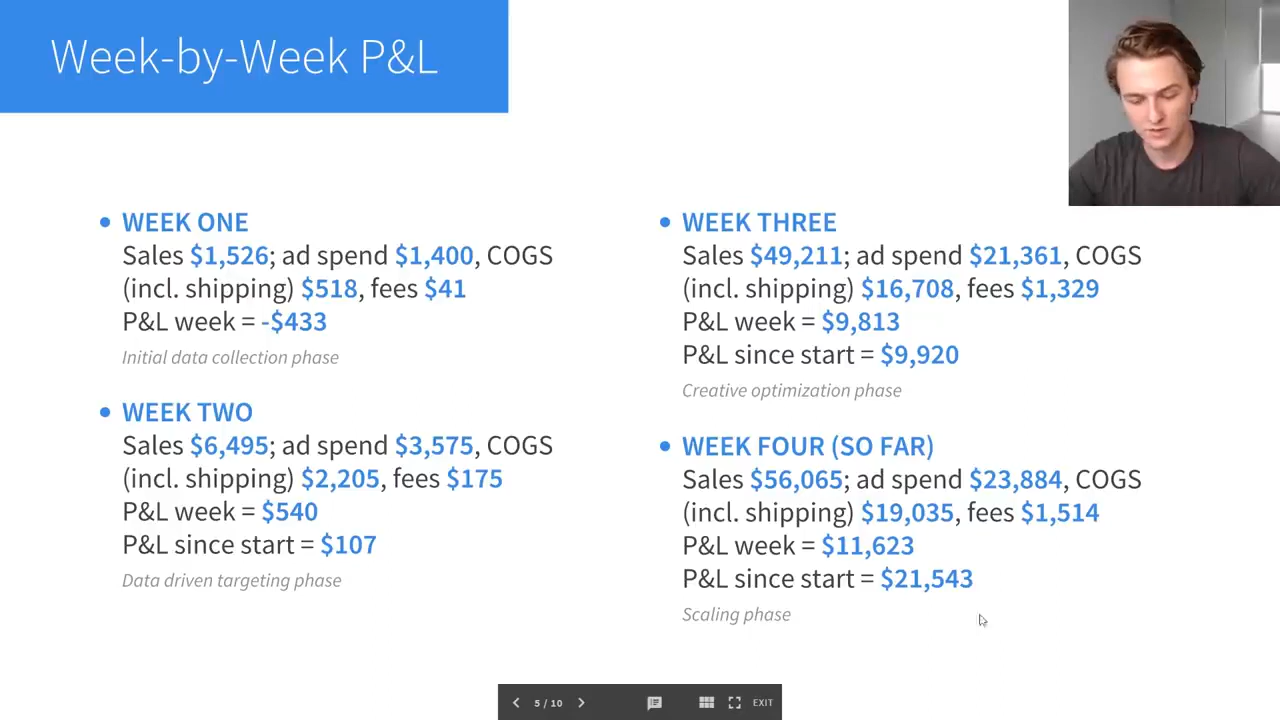 Week-by-Week P&L
WEEK ONE
Sales $1,526; ad spend $1,400, COGS
(incl. shipping) $518, fees $41
P&L week = -$433
Initial data collection phase
WEEK TWO
Sales $6,495; ad spend $3,575, COGS
(incl. shipping) $2,205, fees $175
P&L week = $540
P&L since start = $107
Data driven targeting phase
WEEK THREE
Sales $49,211; ad spend $21,361, COGS
(incl. shipping) $16,708, fees $1,329
P&L week = $9,813
P&L since start = $9,920
Creative optimization phase
WEEK FOUR (SO FAR)
Sales $56,065; ad spend $23,884, COGS
(incl. shipping) $19,035, fees $1,514
P&L week = $11,623
P&L since start = $21,543
Scaling phase
5 / 10
EXIT